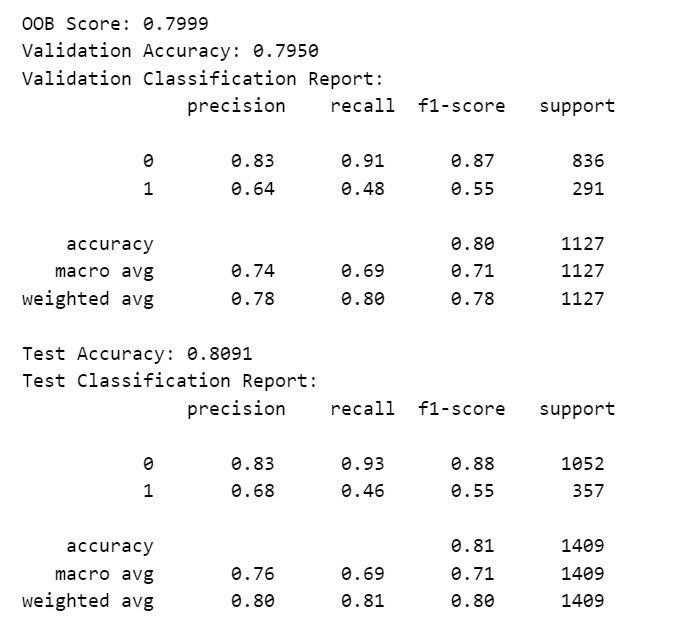 OOB Score: 0.7999
Validation Accuracy: 0.7950
Validation Classification Report:
precision recall f1-score support
0 0.83 0.91 0.87 836
1 0.64 0.48 0.55 291
accuracy 0.80 1127
macro avg 0.74 0.69 0.71 1127
weighted avg 0.78 0.80 0.78 1127
Test Accuracy: 0.8091
Test Classification Report:
precision recall f1-score support
0 0.83 0.93 0.88 1052
1 0.68 0.46 0.55 357
accuracy 0.81 1409
macro avg 0.76 0.69 0.71 1409
weighted avg 0.80 0.81 0.80 1409